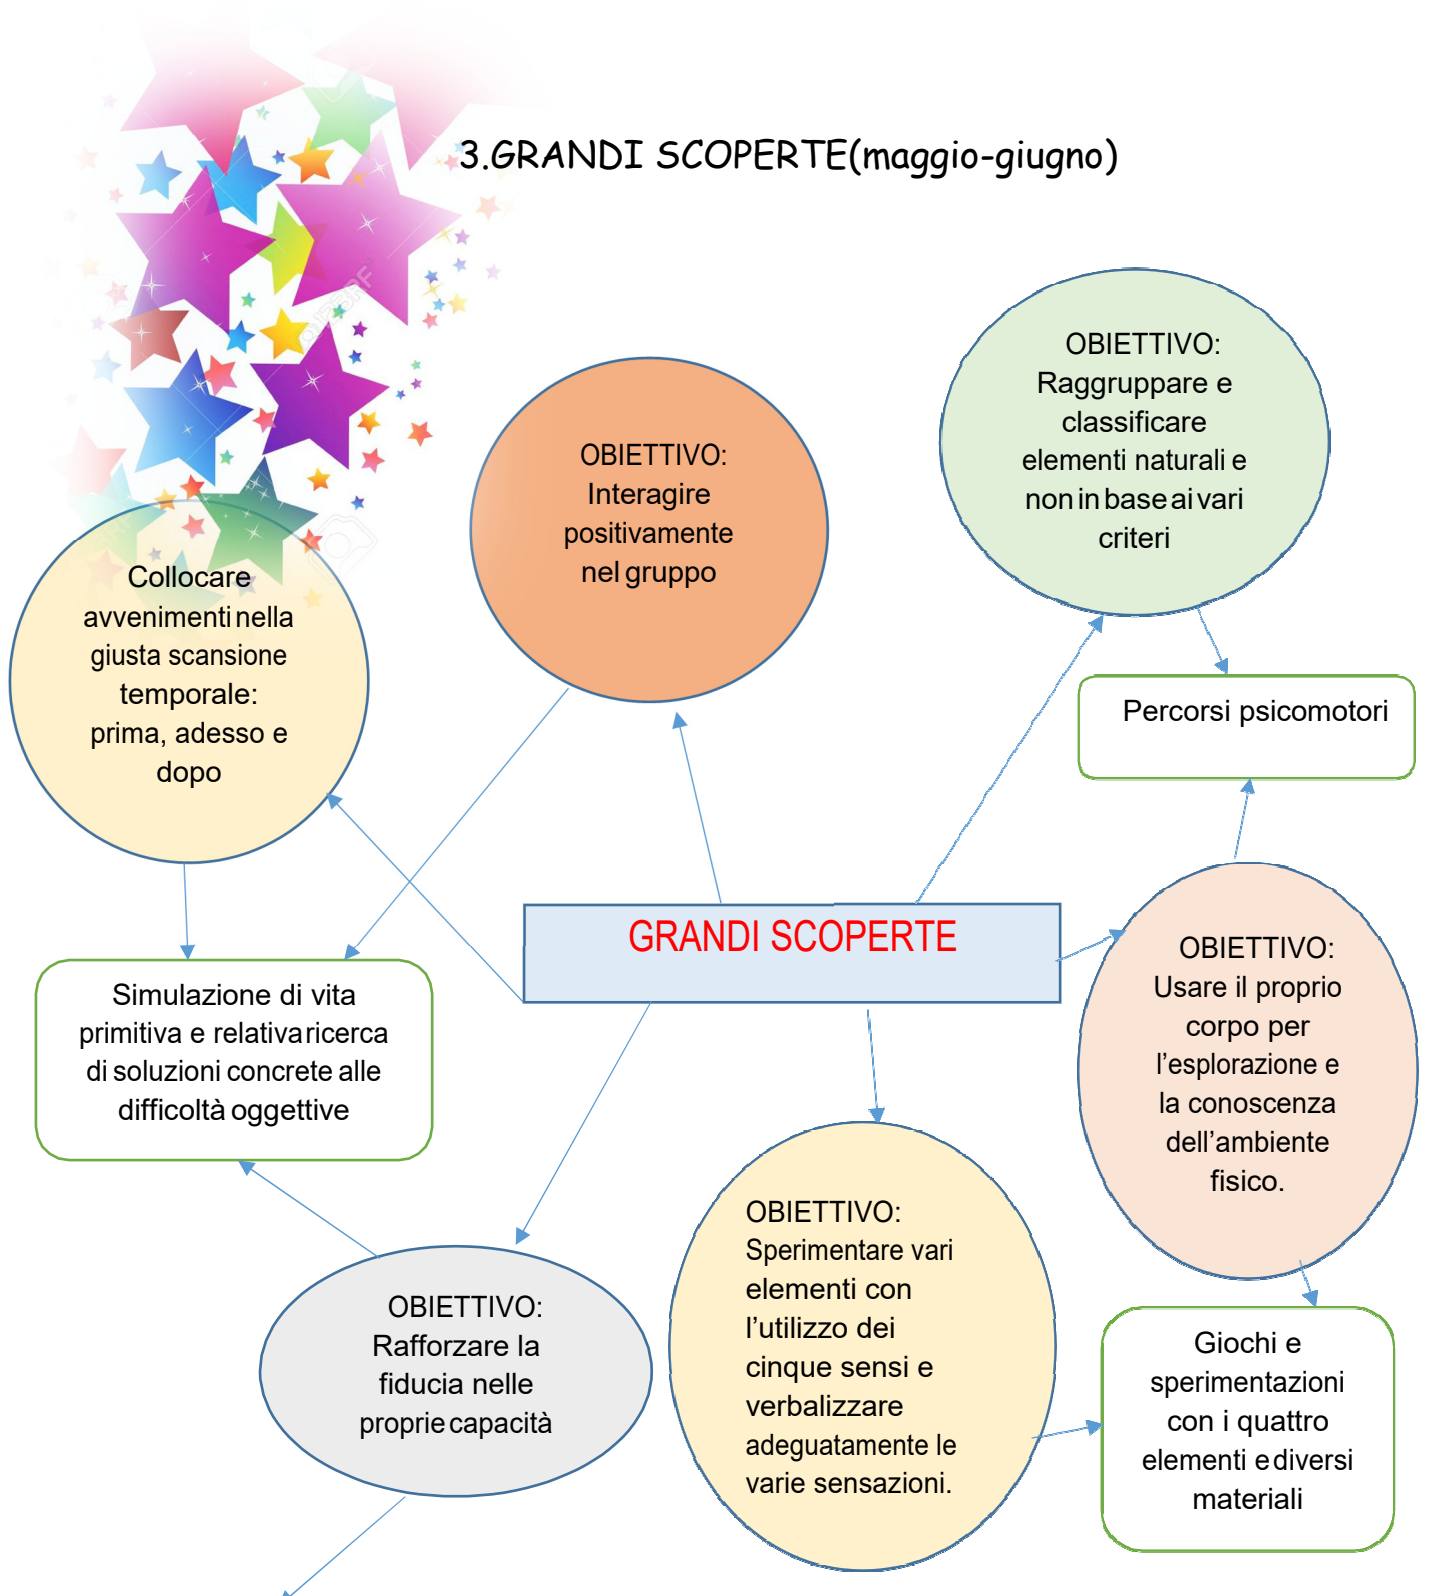 3.GRANDI SCOPERTE(maggio-giugno)
OBIETTIVO:
Raggruppare e
classificare
elementi naturali e
non in base ai vari
criteri
OBIETTIVO:
Interagire
positivamente
nel gruppo
Collocare
avvenimenti nella
giusta scansione
temporale:
prima, adesso e
dopo
Percorsi psicomotori
GRANDI SCOPERTE
OBIETTIVO:
Usare il proprio
corpo per
l’esplorazione e
la conoscenza
dell’ambiente
fisico.
Simulazione di vita
primitiva e relativa ricerca
di soluzioni concrete alle
difficoltà oggettive
OBIETTIVO:
Sperimentare vari
elementi con
l’utilizzo dei
cinque sensi e
verbalizzare
adeguatamente le
varie sensazioni.
OBIETTIVO:
Rafforzare la
fiducia nelle
proprie capacità
Giochi e
sperimentazioni
con i quattro
elementi e diversi
materiali